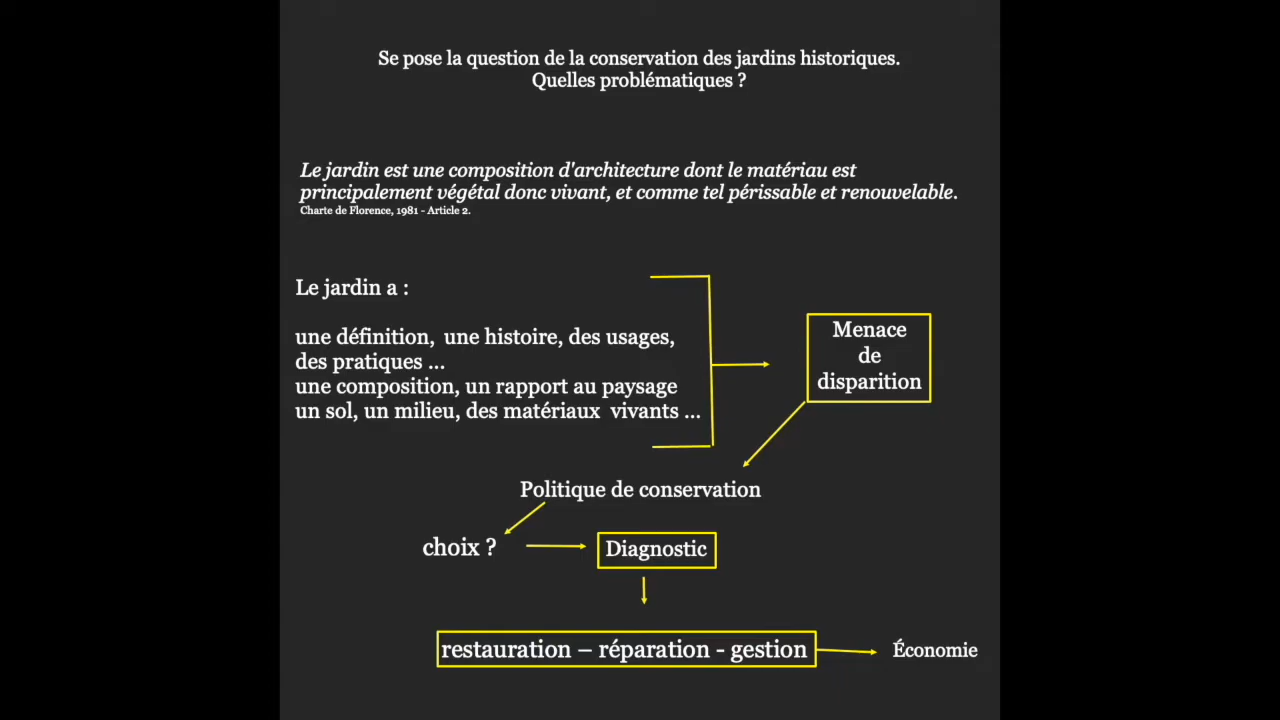 Se pose la question de la conservation des jardins historiques.
Quelles problématiques ?
Le jardin est une composition d'architecture dont le matériau est
principalement végétal donc vivant, et comme tel périssable et renouvelable.
Charte de Florence, 1981 - Article 2.
Le jardin a :
une définition, une histoire, des usages,
des pratiques ...
une composition, un rapport au paysage
un sol, un milieu, des matériaux vivants ...
Menace
de
disparition
Politique de conservation
choix ?
Diagnostic
restauration – réparation - gestion
Économie